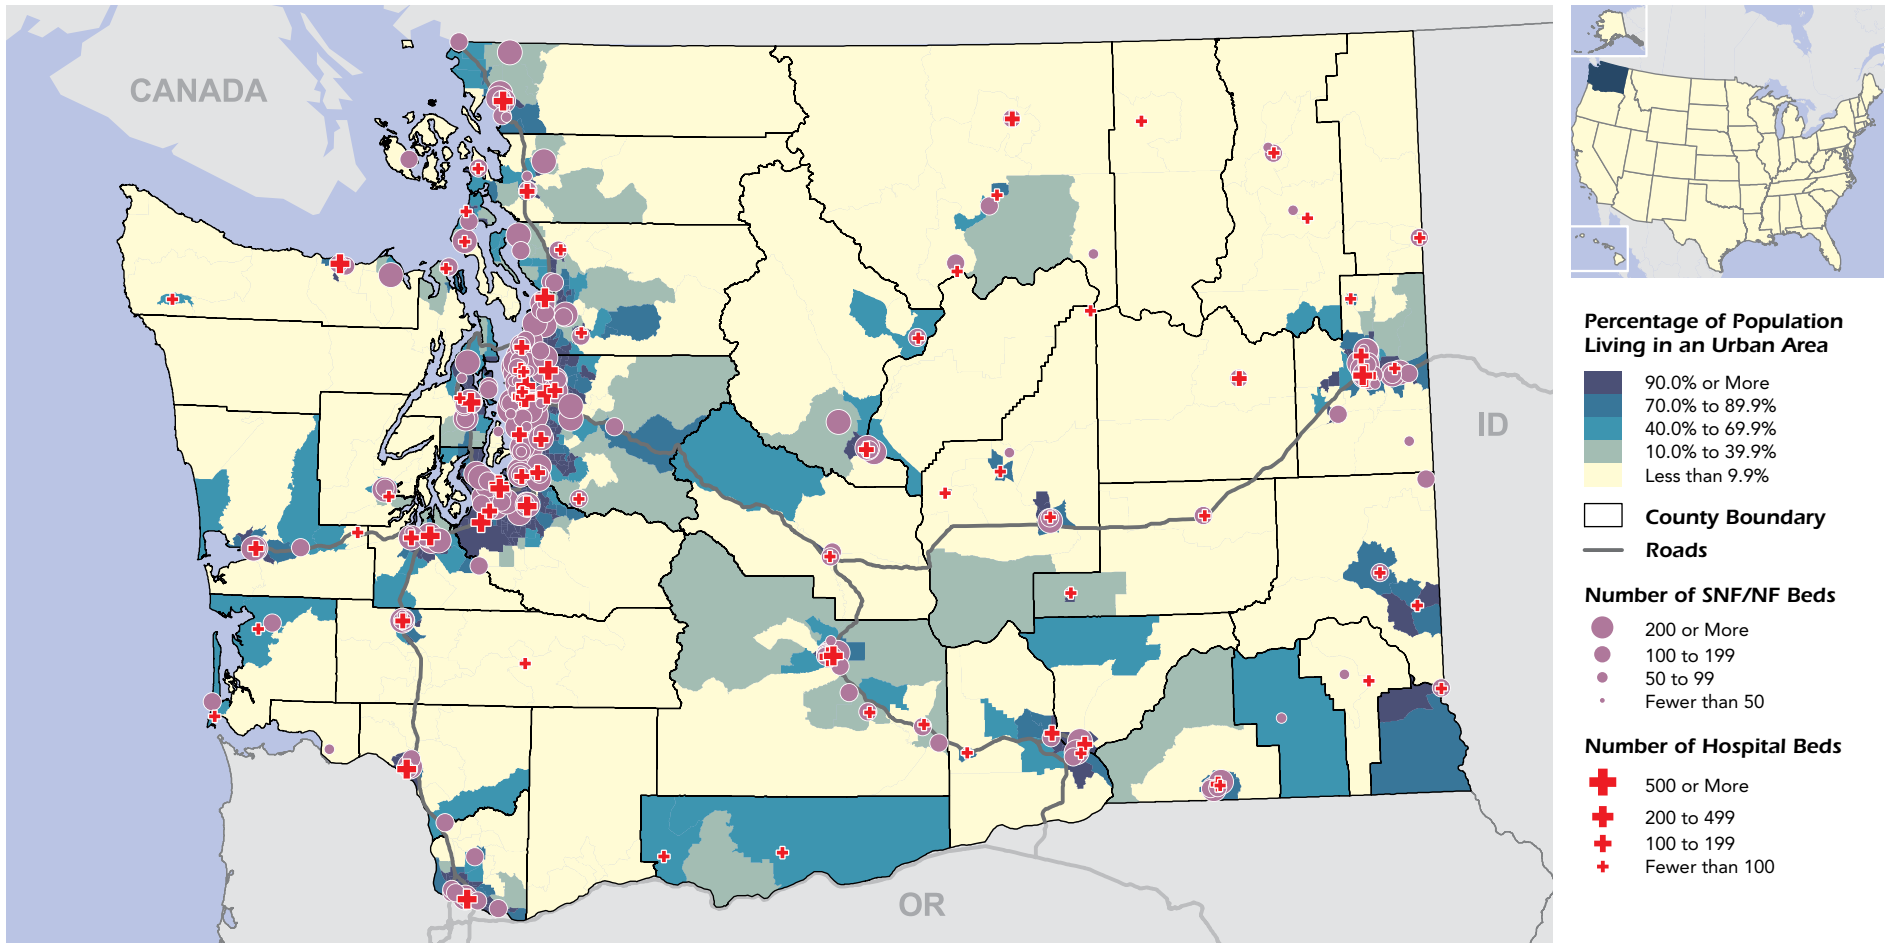 CANADA
ID
OR
Percentage of Population
Living in an Urban Area
90.0% or More
70.0% to 89.9%
40.0% to 69.9%
10.0% to 39.9%
Less than 9.9%
County Boundary
Roads
Number of SNF/NF Beds
200 or More
100 to 199
50 to 99
Fewer than 50
Number of Hospital Beds
500 or More
200 to 499
100 to 199
Fewer than 100